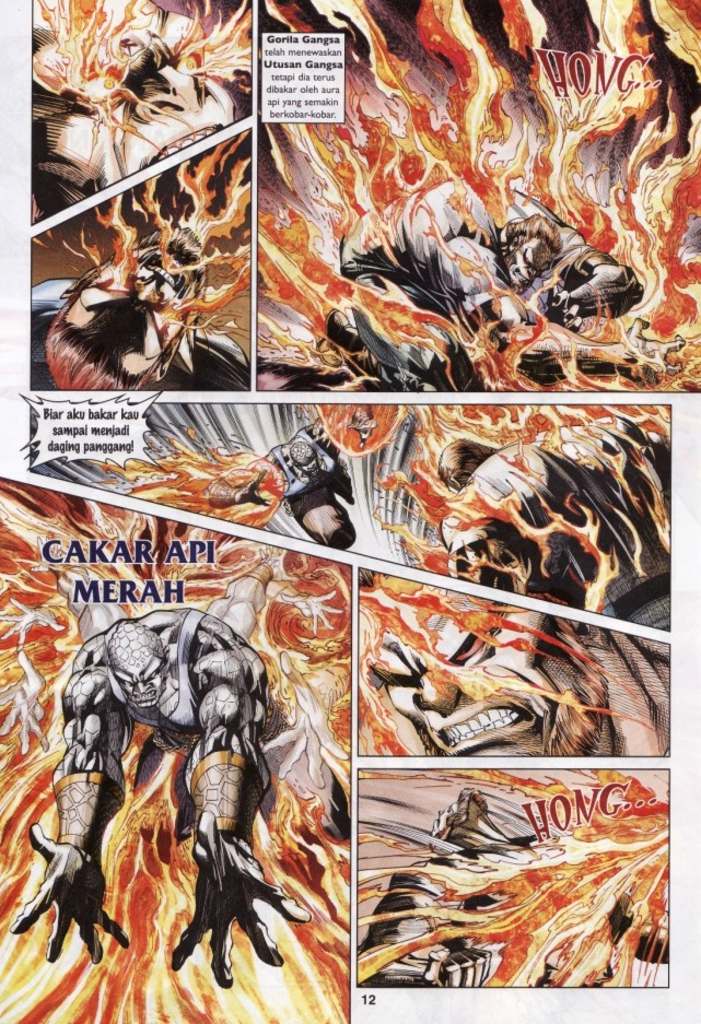 Gorila Gangsa
telah menewaskan
Utusan Gangsa
tetapi dia terus
dibakar oleh aura
api yang semakin
berkobar-kobar.
HONG...
Biar aku bakar kau
sampai menjadi
daging panggang!
CAKAR API
MERAH
HONG...
12